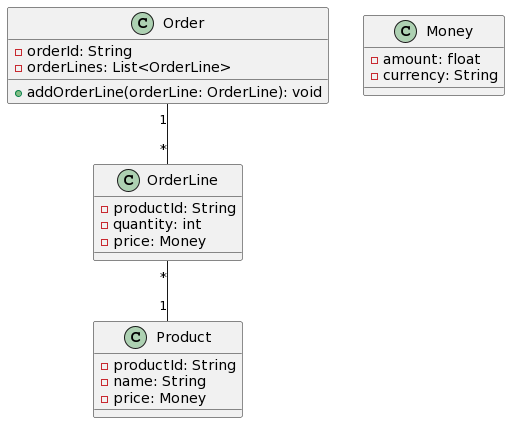 C Order
orderId: String
orderLines: List<OrderLine>
addOrderLine(orderLine: OrderLine): void
C Money
amount: float
currency: String
1
*
C OrderLine
productId: String
quantity: int
price: Money
*
1
C Product
productId: String
name: String
price: Money